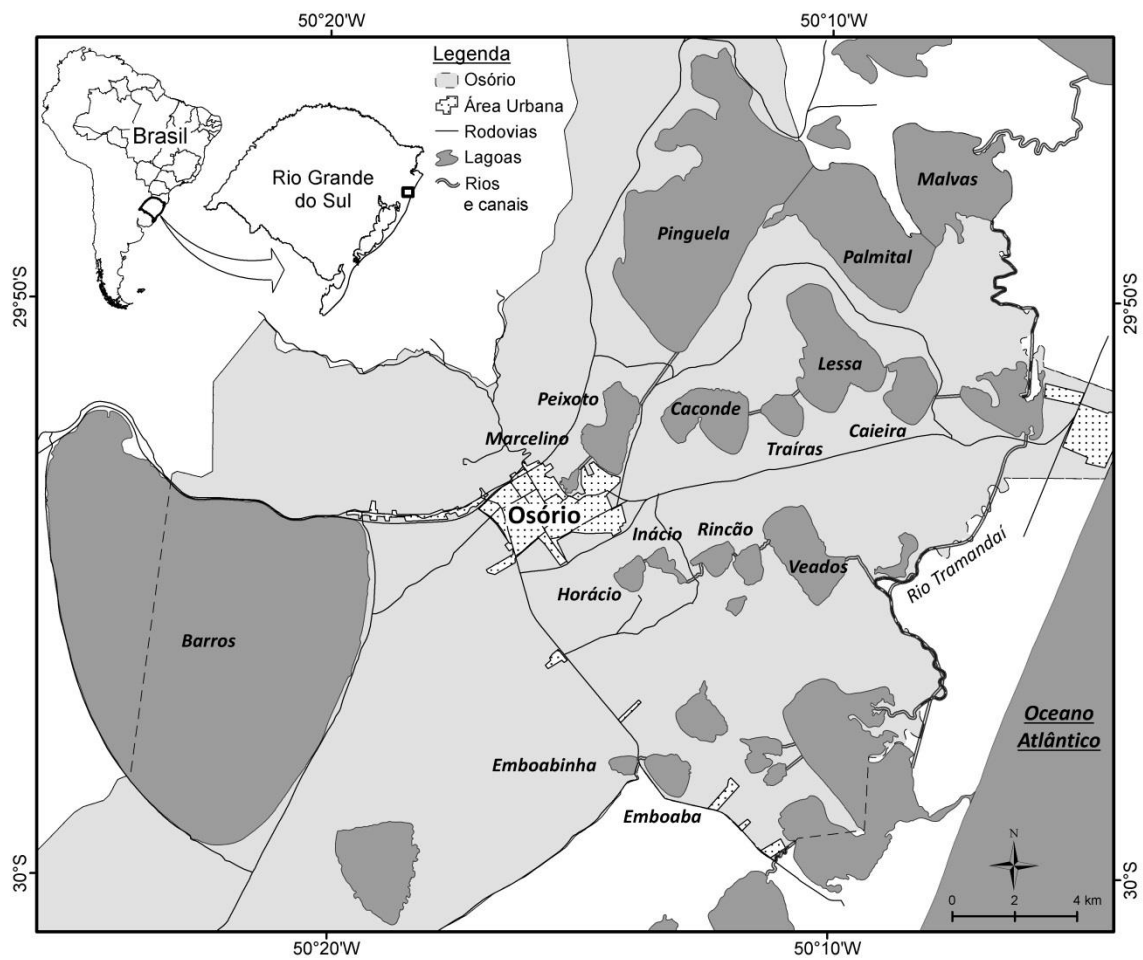 50°20'W
50°10'W
Legenda
Osório
Área Urbana
Rodovias
Lagoas
Rios
e canais
Brasil
Rio Grande
do Sul
Malvas
Pinguela
Palmital
29°50'S
29°50'S
Lessa
Peixoto
Caconde
Marcelino
Traíras
Caieira
Osório
Inácio
Rincão
Veados
Horácio
Rio Tramandaí
Barros
Oceano
Atlântico
Emboabinha
Emboaba
N
30°S
30°S
0 2 4 km
50°20'W
50°10'W